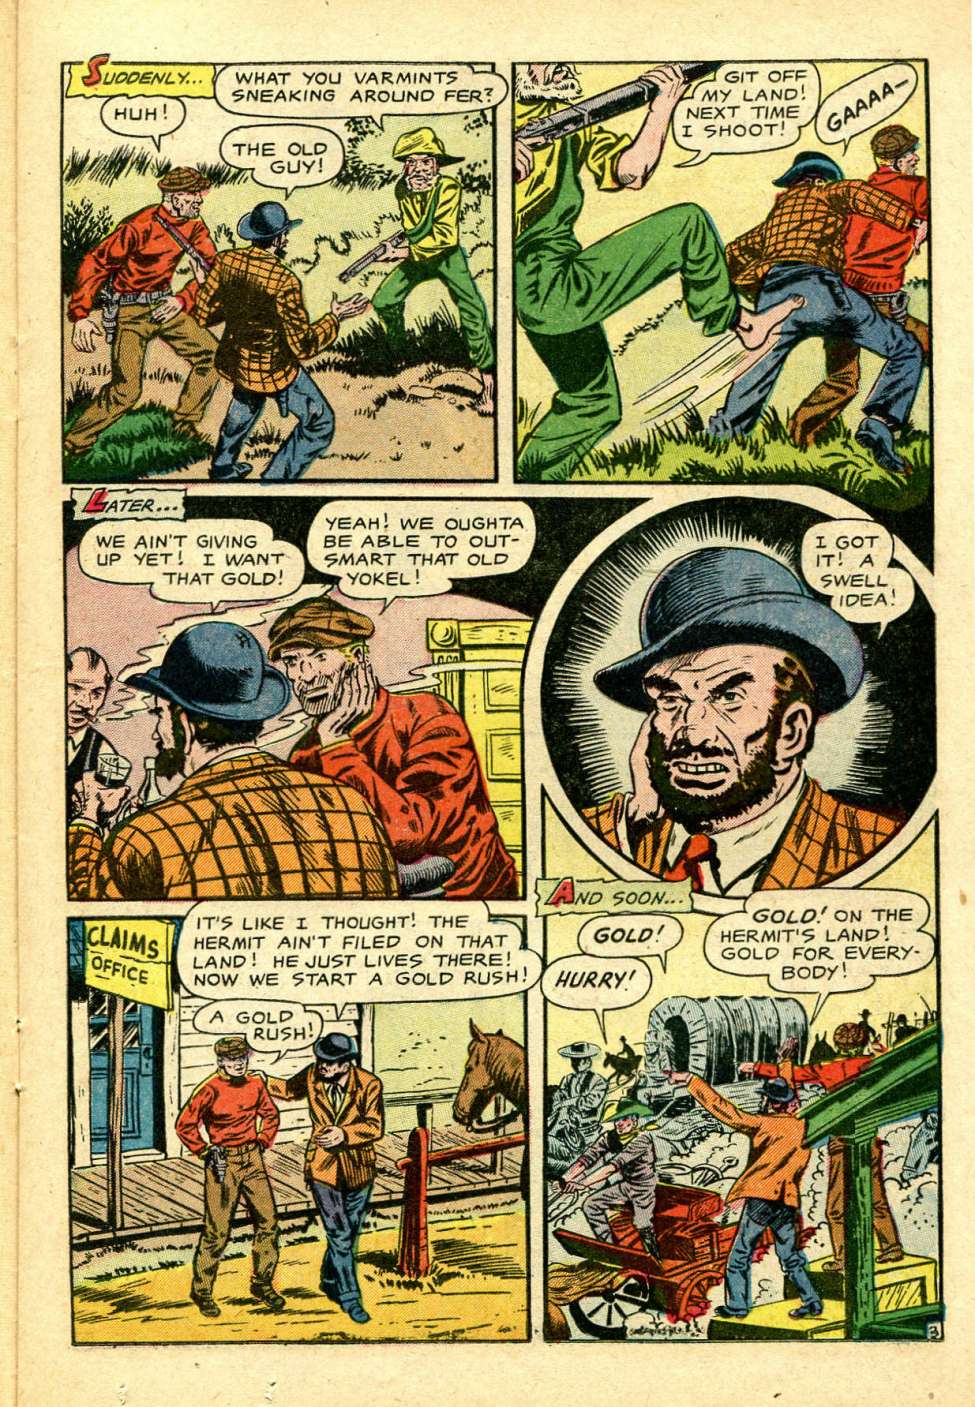 SUDDENLY...
HUH!
THE OLD
GUY!
WHAT YOU VARMINTS
SNEAKING AROUND FER?
GIT OFF
MY LAND!
NEXT TIME
I SHOOT!
GAAAA-
LATER...
WE AIN'T GIVING
UP YET! I WANT
THAT GOLD!
YEAH! WE OUGHTA
BE ABLE TO OUT-
SMART THAT OLD
YOKEL!
I GOT
IT! A
SWELL
IDEA!
CLAIMS
OFFICE
IT'S LIKE I THOUGHT! THE
HERMIT AIN'T FILED ON THAT
LAND! HE JUST LIVES THERE!
NOW WE START A GOLD RUSH!
A GOLD
RUSH!
AND SOON...
GOLD!
HURRY!
GOLD! ON THE
HERMIT'S LAND!
GOLD FOR EVERY-
BODY!
3